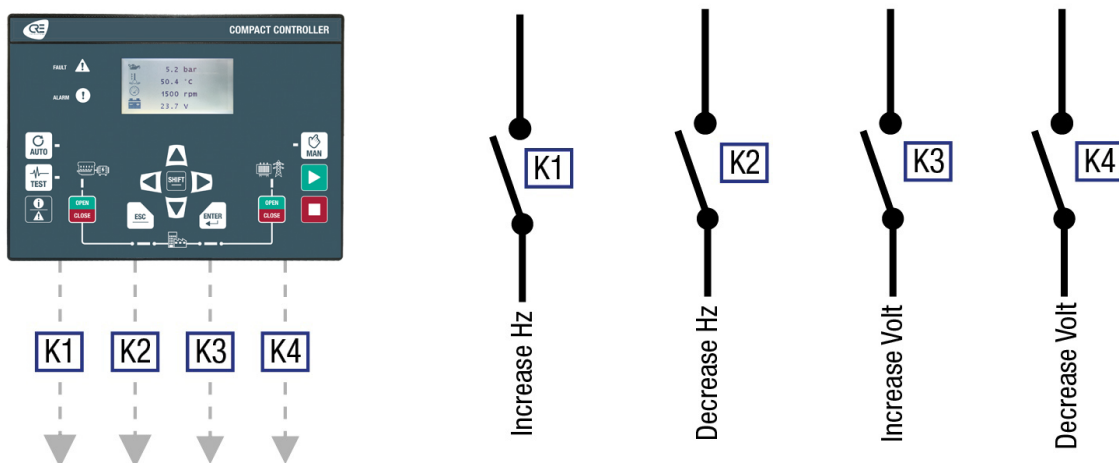 CRE
COMPACT CONTROLLER
FAULT
ALARM
5.2 bar
50.4 °C
1500 rpm
23.7 V
AUTO
TEST
MAN
SHIFT
OPEN
CLOSE
ESC
ENTER
OPEN
CLOSE
K1 K2 K3 K4
K1
K2
K3
K4
Increase Hz
Decrease Hz
Increase Volt
Decrease Volt